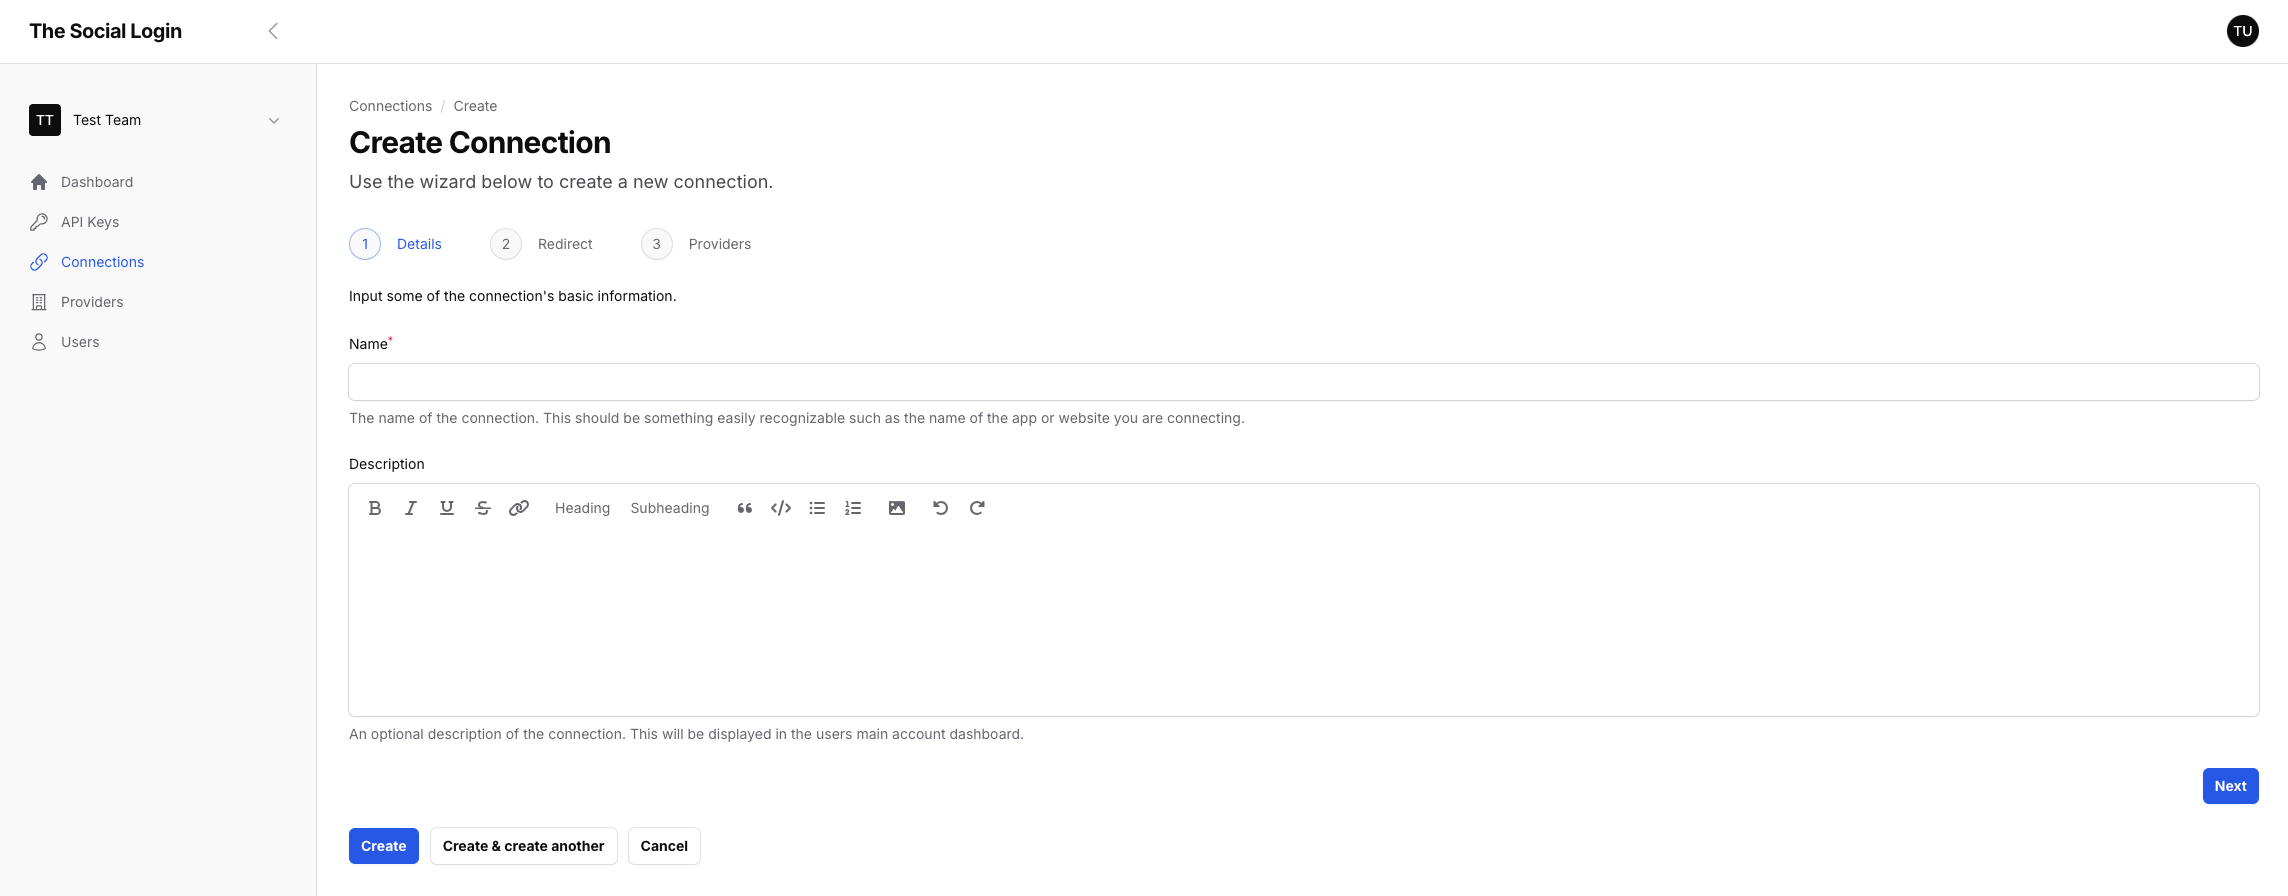 The Social Login
TU
TT Test Team
Dashboard
API Keys
Connections
Providers
Users
Connections / Create
Create Connection
Use the wizard below to create a new connection.
1 Details 2 Redirect 3 Providers
Input some of the connection's basic information.
Name*
The name of the connection. This should be something easily recognizable such as the name of the app or website you are connecting.
Description
Heading Subheading
An optional description of the connection. This will be displayed in the users main account dashboard.
Next
Create Create & create another Cancel